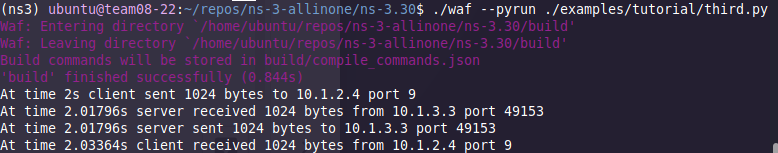 (ns3) ubuntu@team08-22:~/repos/ns-3-allinone/ns-3.30$ ./waf --pyrun ./examples/tutorial/third.py
Waf: Entering directory `/home/ubuntu/repos/ns-3-allinone/ns-3.30/build'
Waf: Leaving directory `/home/ubuntu/repos/ns-3-allinone/ns-3.30/build'
Build commands will be stored in build/compile_commands.json
'build' finished successfully (0.844s)
At time 2s client sent 1024 bytes to 10.1.2.4 port 9
At time 2.01796s server received 1024 bytes from 10.1.3.3 port 49153
At time 2.01796s server sent 1024 bytes to 10.1.3.3 port 49153
At time 2.03364s client received 1024 bytes from 10.1.2.4 port 9